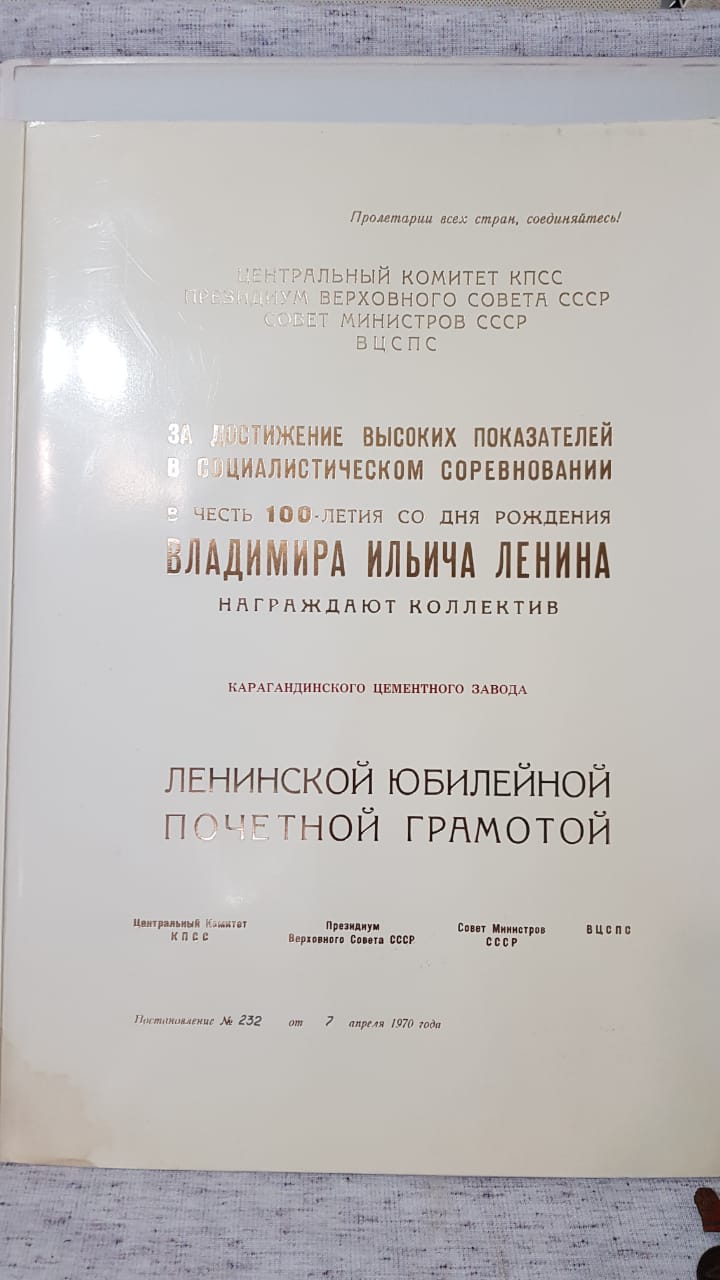 Пролетарии всех стран, соединяйтесь!
ЦЕНТРАЛЬНЫЙ КОМИТЕТ КПСС
ПРЕЗИДИУМ ВЕРХОВНОГО СОВЕТА СССР
СОВЕТ МИНИСТРОВ СССР
ВЦСПС
ЗА ДОСТИЖЕНИЕ ВЫСОКИХ ПОКАЗАТЕЛЕЙ
В СОЦИАЛИСТИЧЕСКОМ СОРЕВНОВАНИИ
В ЧЕСТЬ 100-ЛЕТИЯ СО ДНЯ РОЖДЕНИЯ
ВЛАДИМИРА ИЛЬИЧА ЛЕНИНА
НАГРАЖДАЮТ КОЛЛЕКТИВ
КАРАГАНДИНСКОГО ЦЕМЕНТНОГО ЗАВОДА
ЛЕНИНСКОЙ ЮБИЛЕЙНОЙ
ПОЧЕТНОЙ ГРАМОТОЙ
Центральный Комитет
КПСС
Президиум
Верховного Совета СССР
Совет Министров
СССР
ВЦСПС
Постановление № 232 от 7 апреля 1970 года